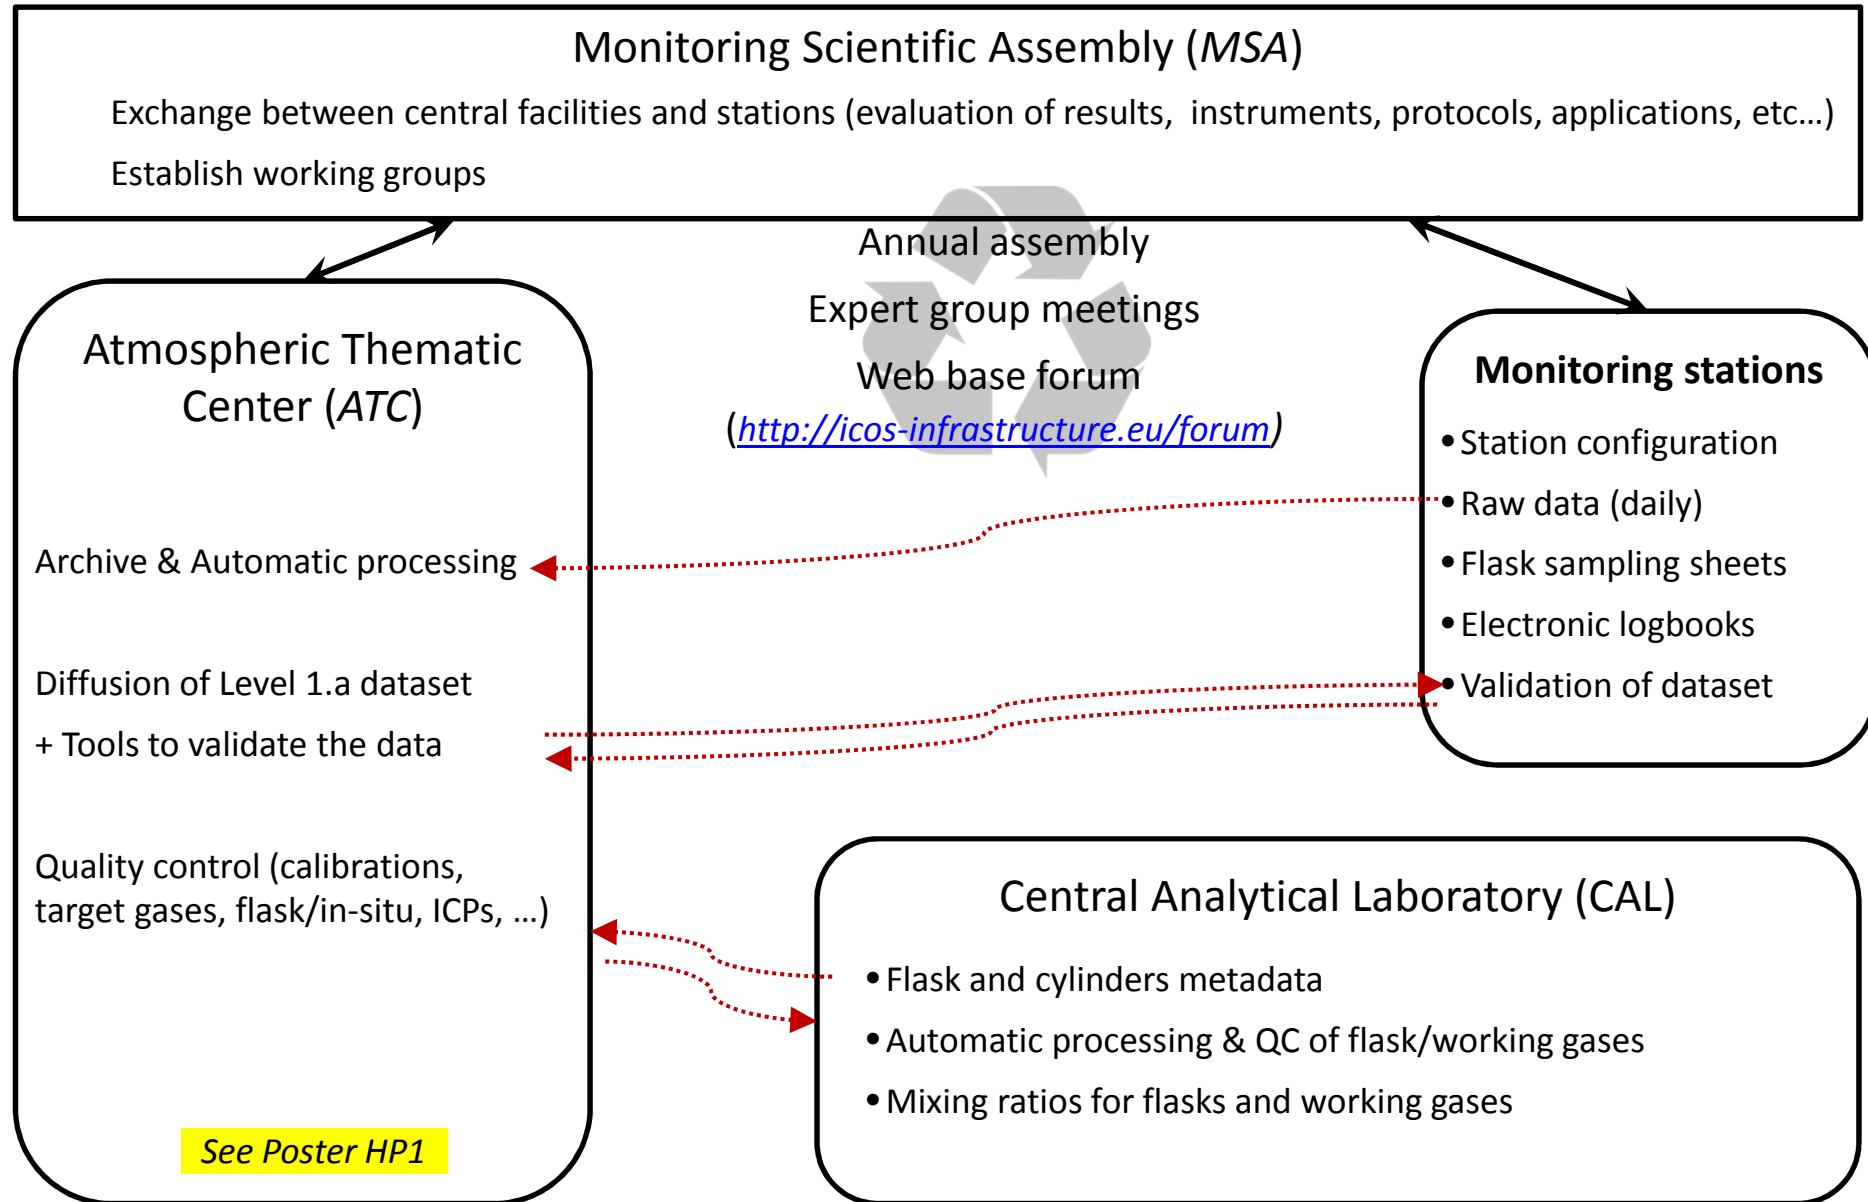 Monitoring Scientific Assembly (MSA)
Exchange between central facilities and stations (evaluation of results, instruments, protocols, applications, etc…)
Establish working groups
Annual assembly
Expert group meetings
Web base forum
(http://icos-infrastructure.eu/forum)
Atmospheric Thematic
Center (ATC)
Archive & Automatic processing
Diffusion of Level 1.a dataset
+ Tools to validate the data
Quality control (calibrations,
target gases, flask/in-situ, ICPs, …)
See Poster HP1
Monitoring stations
• Station configuration
• Raw data (daily)
• Flask sampling sheets
• Electronic logbooks
• Validation of dataset
Central Analytical Laboratory (CAL)
• Flask and cylinders metadata
• Automatic processing & QC of flask/working gases
• Mixing ratios for flasks and working gases